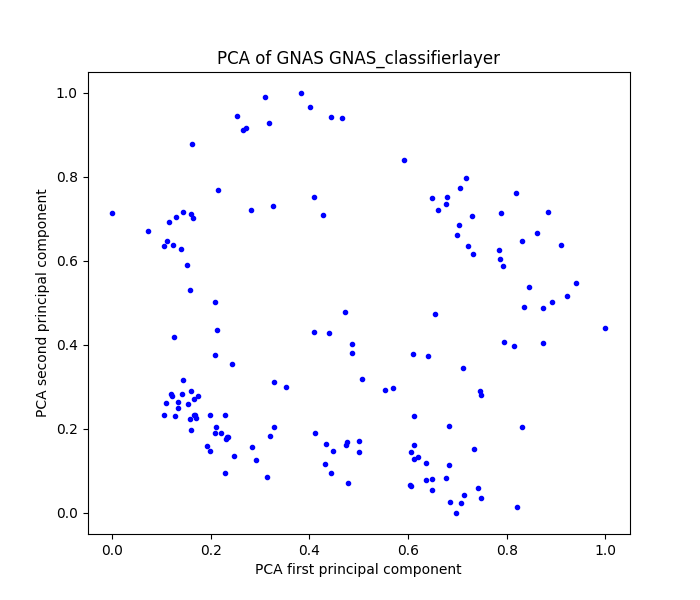 PCA of GNAS GNAS_classifierlayer
1.0
0.8
0.6
0.4
0.2
0.0
PCA second principal component
0.0 0.2 0.4 0.6 0.8 1.0
PCA first principal component